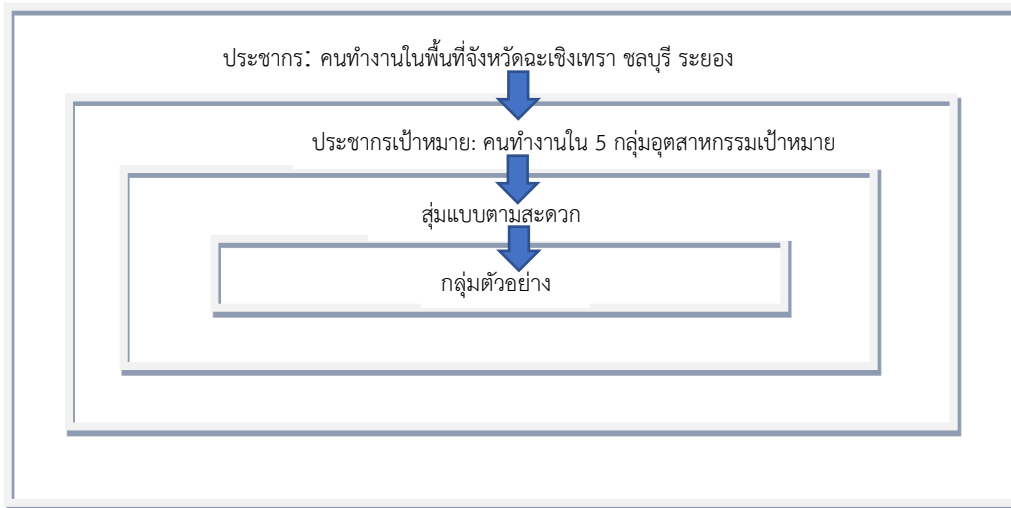 ประชากร: คนทำงานในพื้นที่จังหวัดฉะเชิงเทรา ชลบุรี ระยอง
ประชากรเป้าหมาย: คนทำงานใน 5 กลุ่มอุตสาหกรรมเป้าหมาย
สุ่มแบบตามสะดวก
กลุ่มตัวอย่าง